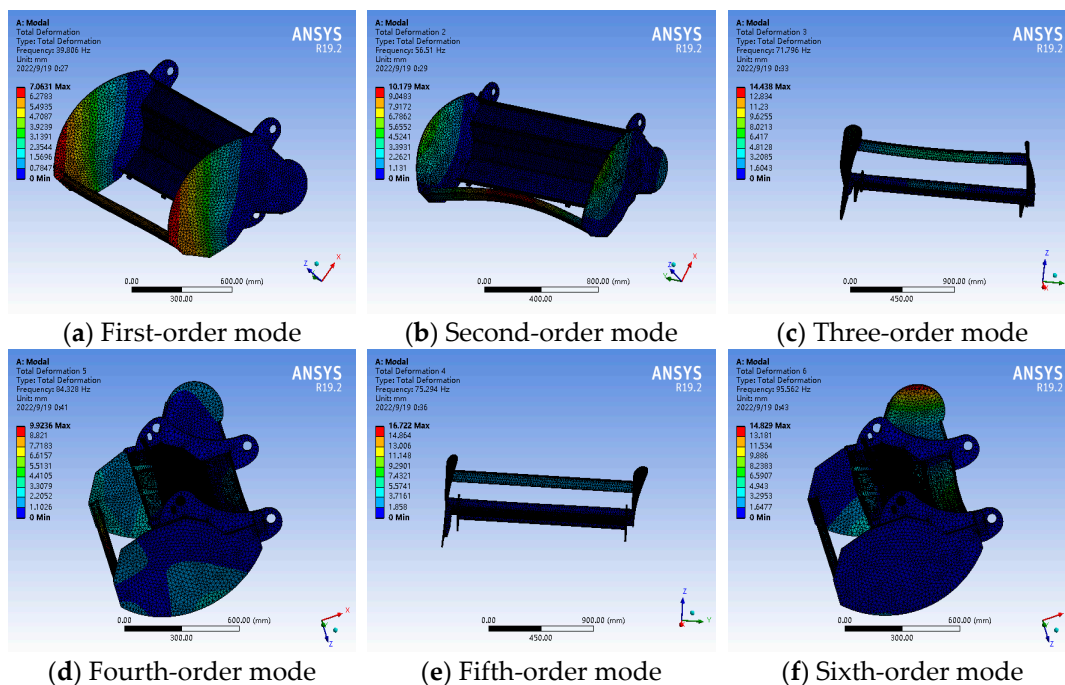 A: Modal
Total Deformation
Type: Total Deformation
Frequency: 39.806 Hz
Unit: mm
2022/9/19 0:27
ANSYS
R19.2
7.0631 Max
6.2783
5.4935
4.7087
3.9239
3.1391
2.3544
1.5696
0.7847
0 Min
0.00
600.00 (mm)
300.00
Z
X
(a) First-order mode
A: Modal
Total Deformation 2
Type: Total Deformation
Frequency: 56.51 Hz
Unit: mm
2022/9/19 0:29
ANSYS
R19.2
10.179 Max
9.0483
7.9172
6.7862
5.6552
4.5241
3.3931
2.2621
1.131
0 Min
0.00
800.00 (mm)
400.00
Z
X
Y
(b) Second-order mode
A: Modal
Total Deformation 3
Type: Total Deformation
Frequency: 71.796 Hz
Unit: mm
2022/9/19 0:33
ANSYS
R19.2
14.438 Max
12.834
11.23
9.6255
8.0213
6.417
4.8128
3.2085
1.6043
0 Min
0.00
900.00 (mm)
450.00
Z
Y
X
(c) Three-order mode
A: Modal
Total Deformation 5
Type: Total Deformation
Frequency: 84.328 Hz
Unit: mm
2022/9/19 0:41
ANSYS
R19.2
9.9236 Max
8.821
7.7183
6.6157
5.5131
4.4105
3.3079
2.2052
1.1026
0 Min
0.00
600.00 (mm)
300.00
X
Z
(d) Fourth-order mode
A: Modal
Total Deformation 4
Type: Total Deformation
Frequency: 75.294 Hz
Unit: mm
2022/9/19 0:36
ANSYS
R19.2
16.722 Max
14.864
13.006
11.148
9.2901
7.4321
5.5741
3.7161
1.858
0 Min
0.00
900.00 (mm)
450.00
Z
Y
X
(e) Fifth-order mode
A: Modal
Total Deformation 6
Type: Total Deformation
Frequency: 95.562 Hz
Unit: mm
2022/9/19 0:43
ANSYS
R19.2
14.829 Max
13.181
11.534
9.886
8.2383
6.5907
4.943
3.2953
1.6477
0 Min
0.00
600.00 (mm)
300.00
X
Z
(f) Sixth-order mode